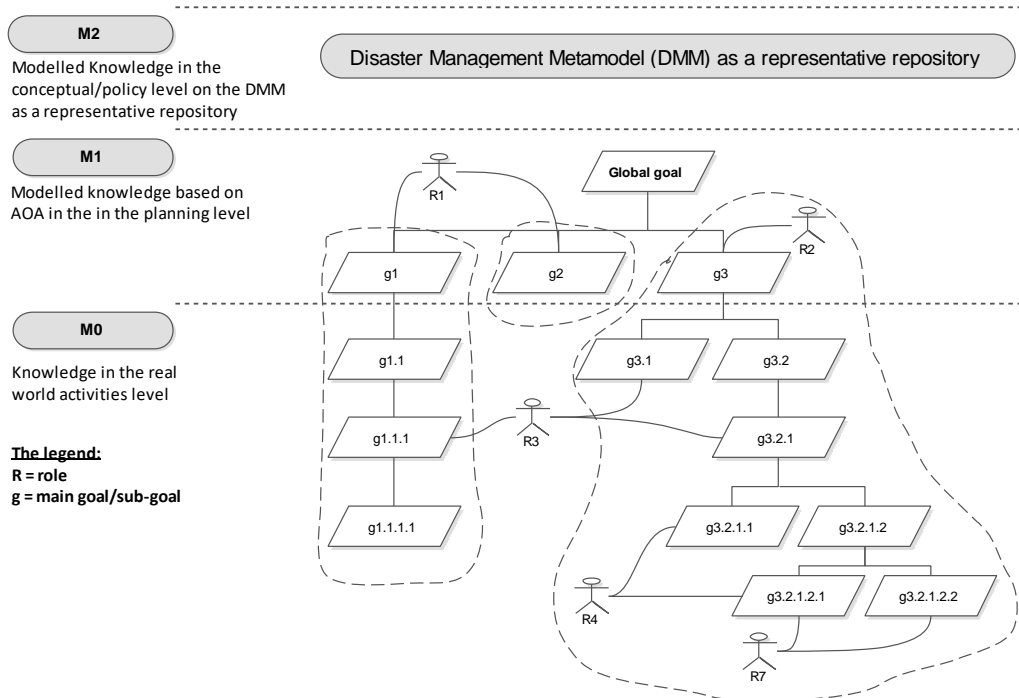 M2
Disaster Management Metamodel (DMM) as a representative repository
Modelled Knowledge in the
conceptual/policy level on the DMM
as a representative repository
M1
Modelled knowledge based on
AOA in the in the planning level
Global goal
R1
R2
g1
g2
g3
M0
Knowledge in the real
world activities level
g1.1
g3.1
g3.2
g1.1.1
R3
g3.2.1
The legend:
R = role
g = main goal/sub-goal
g1.1.1.1
g3.2.1.1
g3.2.1.2
R4
g3.2.1.2.1
g3.2.1.2.2
R7